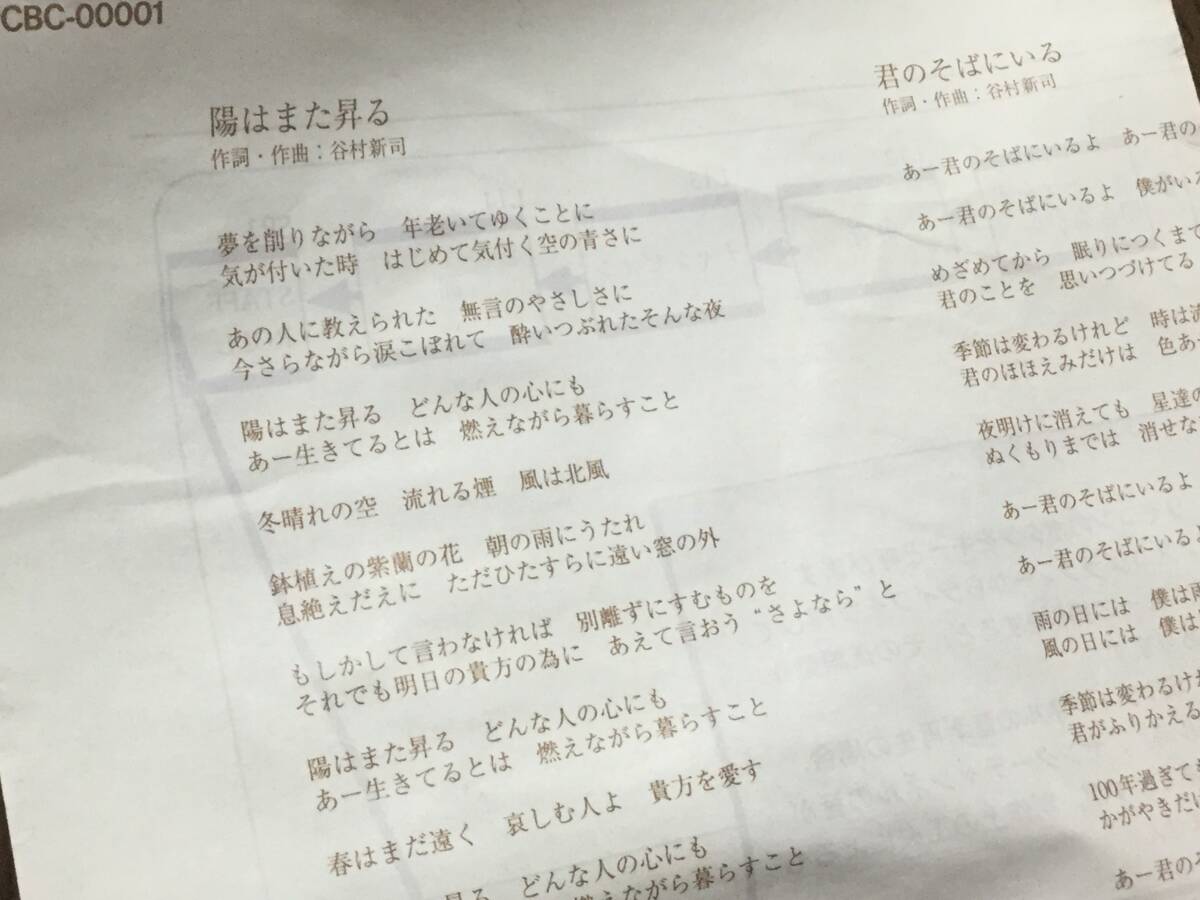 CBC-00001
陽はまた昇る
作詞・作曲：谷村新司
夢を削りながら　年老いてゆくことに
気が付いた時　はじめて気付く空の青さに
あの人に教えられた　無言のやさしさに
今さらながら涙こぼれて　酔いつぶれたそんな夜
陽はまた昇る　どんな人の心にも
あー生きてるとは　燃えながら暮らすこと
冬晴れの空　流れる煙　風は北風
鉢植えの紫蘭の花　朝の雨にうたれ
息絶えだえに　ただひたすらに遠い窓の外
もしかして言わなければ　別離ずにすむものを
それでも明日の貴方の為に　あえて言おう“さよなら”と
陽はまた昇る　どんな人の心にも
あー生きてるとは　燃えながら暮らすこと
春はまだ遠く　哀しむ人よ　貴方を愛す
昇る　どんな人の心にも
燃えながら暮らすこと
君のそばにいる
作詞・作曲：谷村新司
あー君のそばにいるよ　あー君の
あー君のそばにいるよ　僕がいる
めざめてから　眠りにつくまで
君のことを　思いつづけてる
季節は変わるけれど　時は
君のほほえみだけは　色あ
夜明けに消えても　星達の
ぬくもりまでは　消せな
あー君のそばにいるよ
あー君のそばにいるよ
雨の日には　僕は
風の日には　僕は
季節は変わるけ
君がふりかえる
100年過ぎても
かがやきだけ
あー君のそ